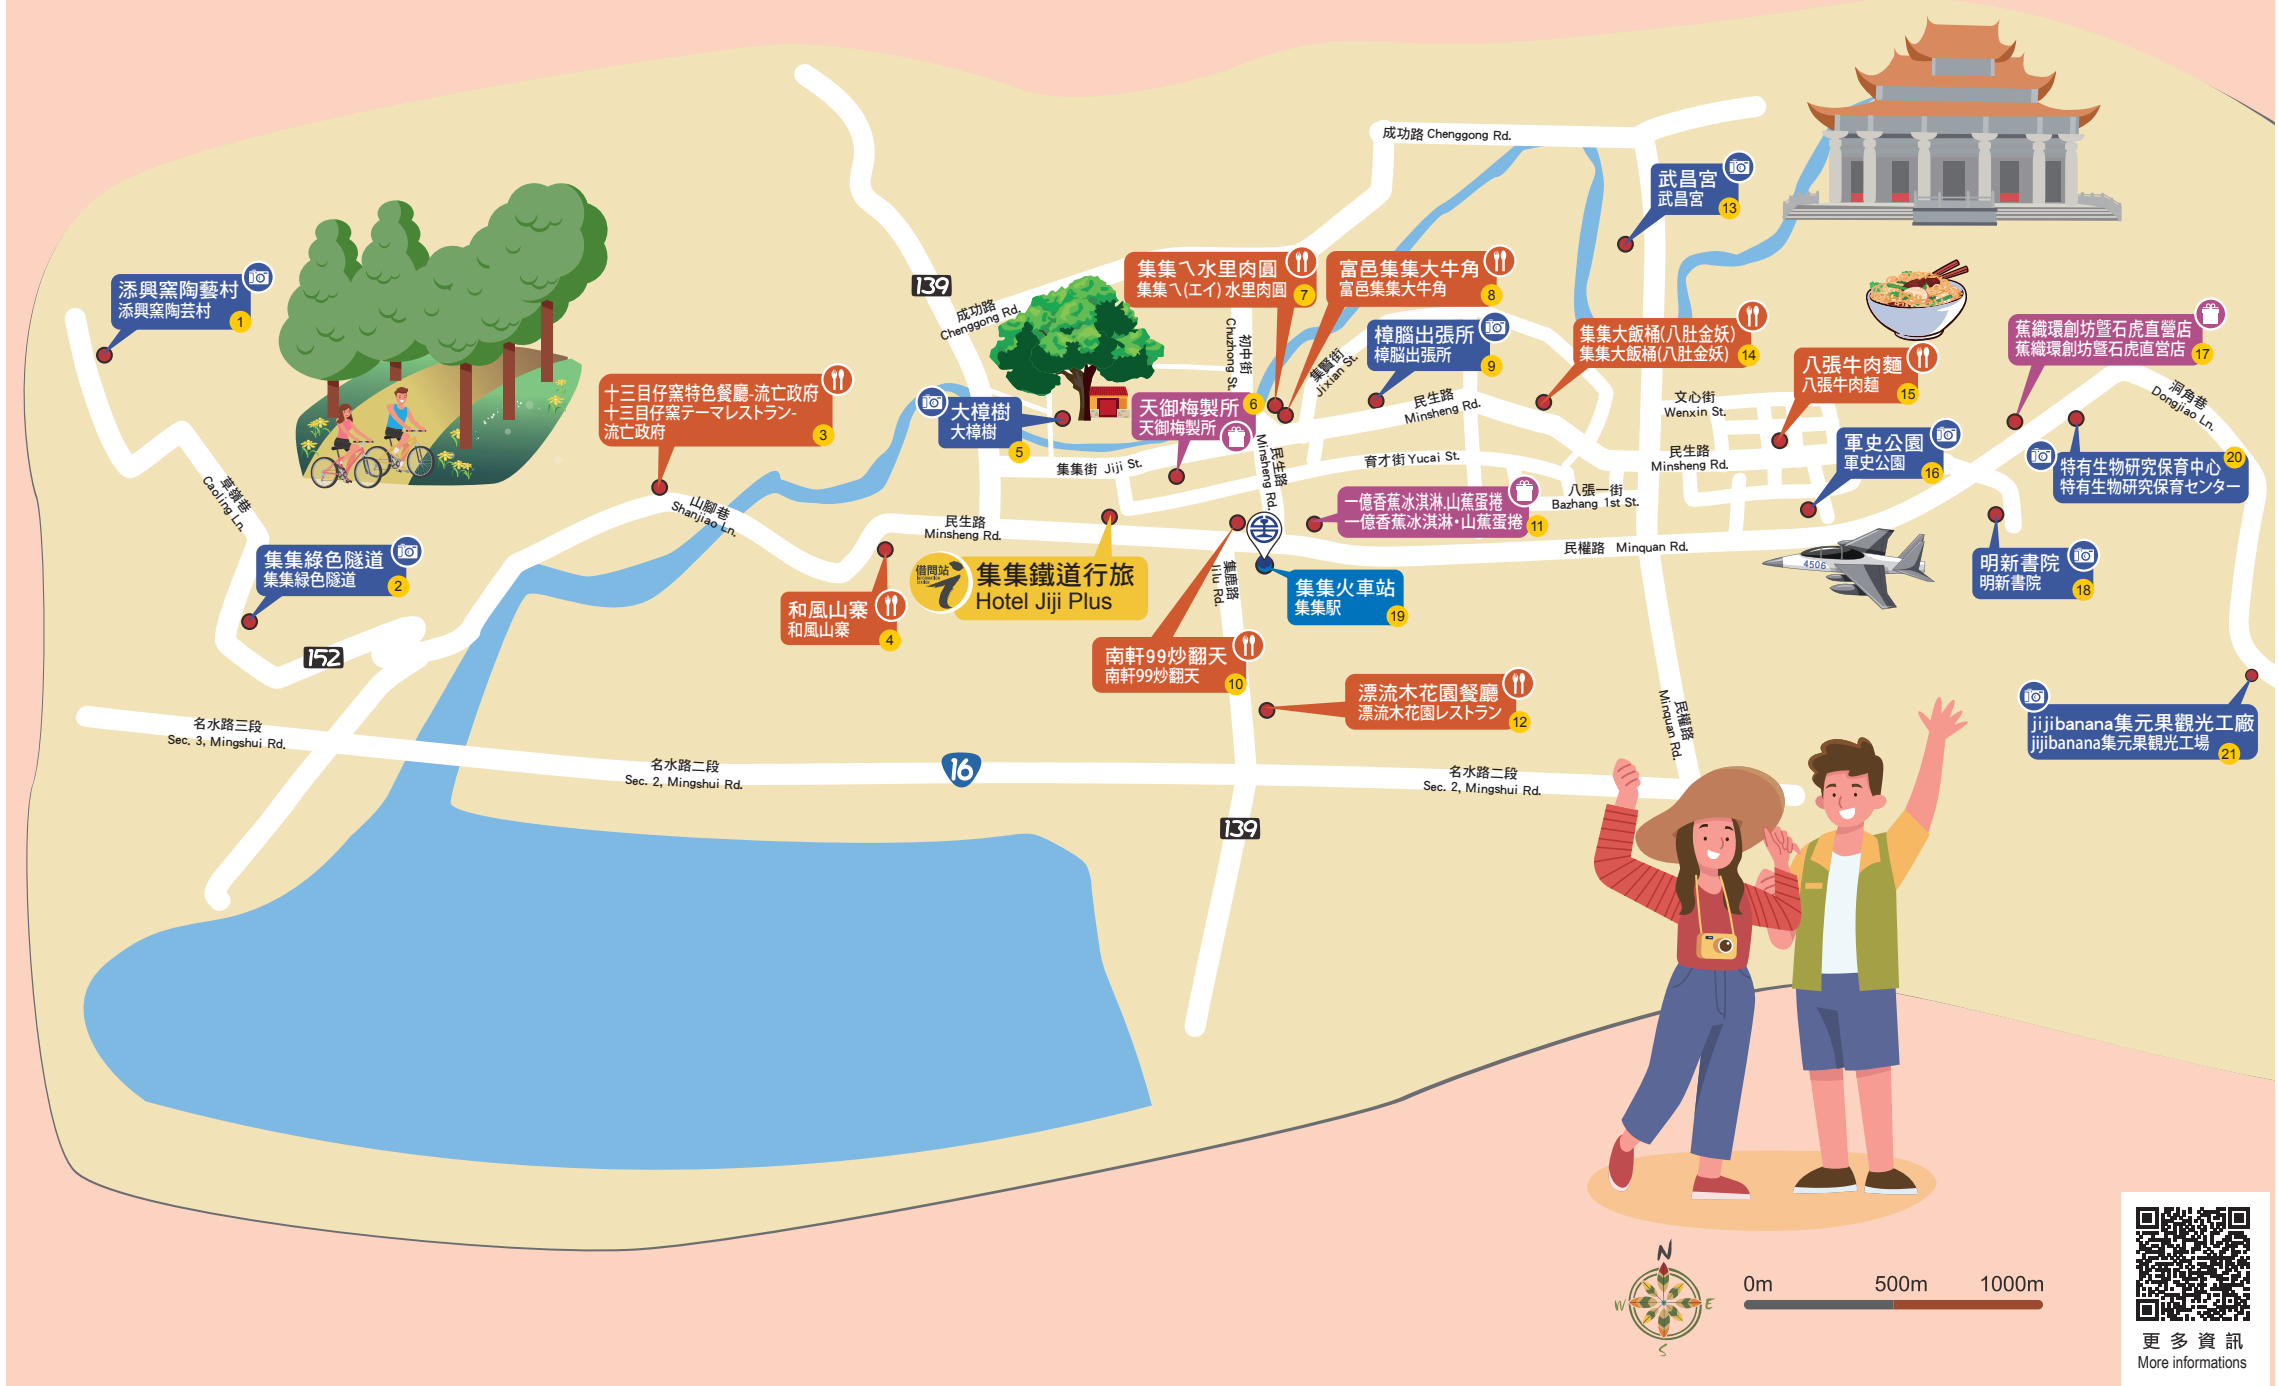 成功路 Chenggong Rd.
武昌宮
武昌宮
13
添興窯陶藝村
添興窯陶芸村
1
139
成功路
Chenggong Rd.
集集ㄟ水里肉圓
集集ㄟ(エイ)水里肉圓
7
富邑集集大牛角
富邑集集大牛角
8
初中街
Chuzhong St.
集賢街
Jixian St.
樟腦出張所
樟脳出張所
9
集集大飯桶(八肚金妖)
集集大飯桶(八肚金妖)
14
八張牛肉麵
八張牛肉麵
15
蕉織環創坊暨石虎直營店
蕉織環創坊暨石虎直営店
17
洞角巷
Dongjiao Ln.
十三目仔窯特色餐廳-流亡政府
十三目仔窯テーマレストラン-
流亡政府
3
大樟樹
大樟樹
5
天御梅製所
天御梅製所
6
民生路
Minsheng Rd.
文心街
Wenxin St.
軍史公園
軍史公園
16
特有生物研究保育中心
特有生物研究保育センター
20
集集街 Jiji St.
民生路
Minsheng Rd.
育才街 Yucai St.
民生路
Minsheng Rd.
草嶺巷
Caoling Ln.
山腳巷
Shanjiao Ln.
民生路
Minsheng Rd.
一億香蕉冰淇淋.山蕉蛋捲
一億香蕉冰淇淋・山蕉蛋捲
11
八張一街
Bazhang 1st St.
民權路 Minquan Rd.
4506
集集綠色隧道
集集緑色隧道
2
借問站
Information
Station
集集鐵道行旅
Hotel Jiji Plus
集鹿路
Jilu Rd.
集集火車站
集集駅
19
明新書院
明新書院
18
和風山寨
和風山寨
4
152
南軒99炒翻天
南軒99炒翻天
10
漂流木花園餐廳
漂流木花園レストラン
12
民權路
Minquan Rd.
jijibanana集元果觀光工廠
jijibanana集元果観光工場
21
名水路三段
Sec. 3, Mingshui Rd.
名水路二段
Sec. 2, Mingshui Rd.
16
名水路二段
Sec. 2, Mingshui Rd.
139
N
W
E
S
0m 500m 1000m
更多資訊
More informations